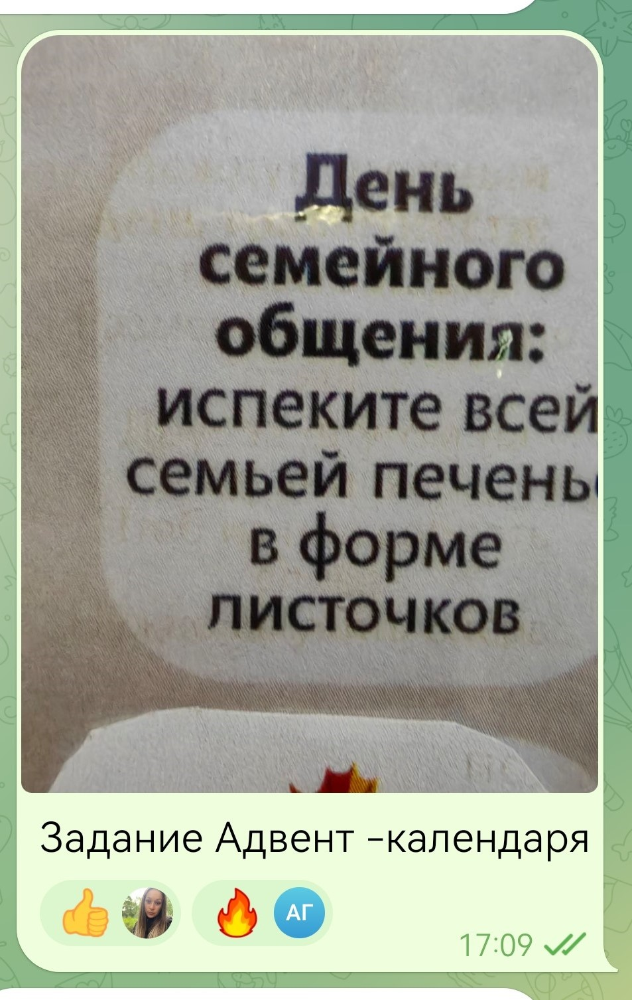 День
семейного
общения:
испеките всей
семьей печень
в форме
листочков
Задание Адвент -календаря
АГ
17:09